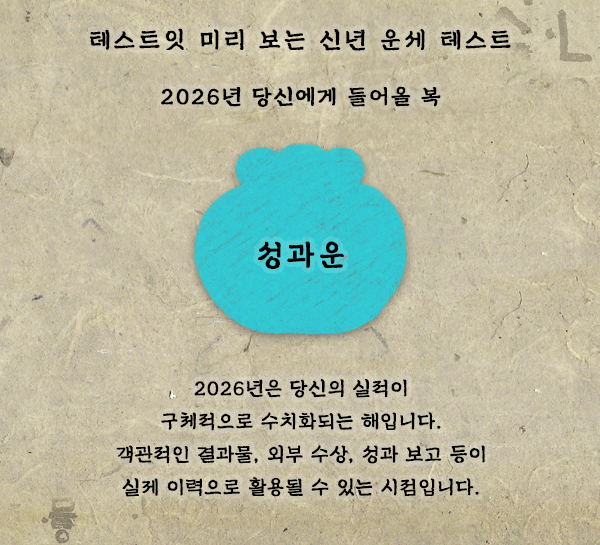 테스트잇 미리 보는 신년 운세 테스트
2026년 당신에게 들어올 복
성과운
2026년은 당신의 실력이
구체적으로 수치화되는 해입니다.
객관적인 결과물, 외부 수상, 성과 보고 등이
실제 이력으로 활용될 수 있는 시점입니다.